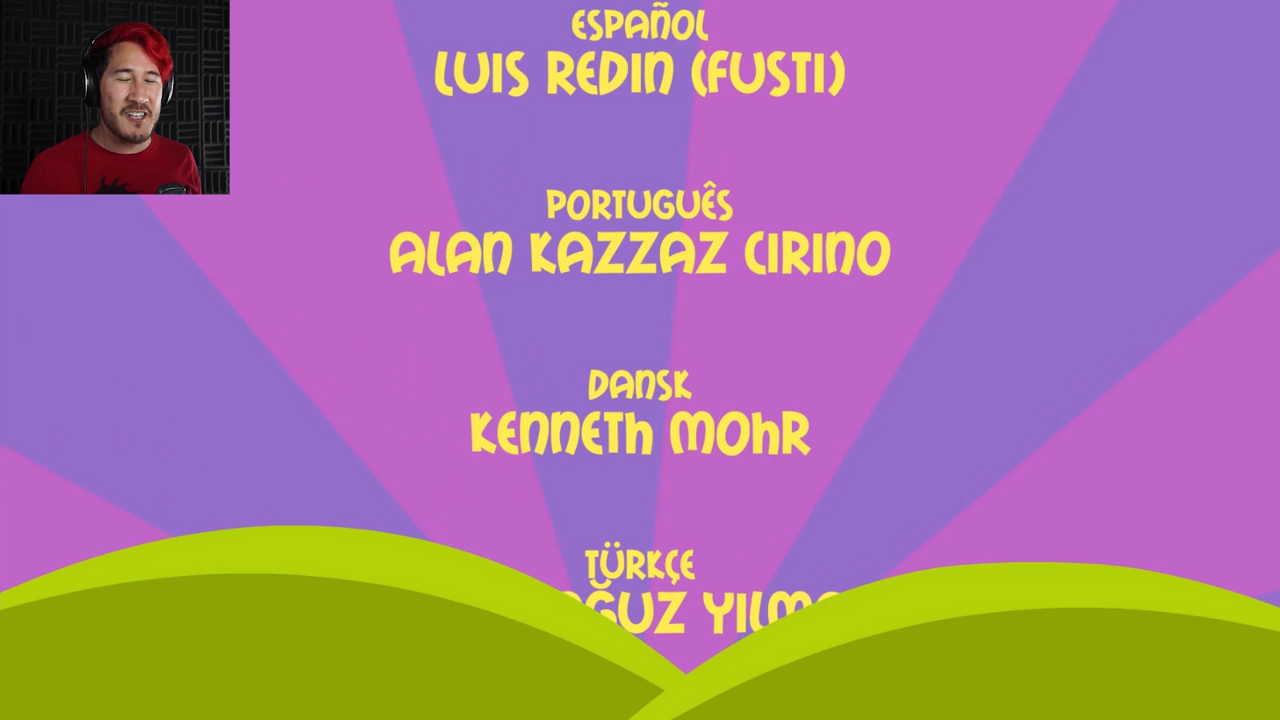 ESPAÑOL
LUIS REDIN (FUSTI)
PORTUGUÊS
ALAN KAZZAZ CIRINO
DANSK
KENNETH MOHR
TÜRKÇE